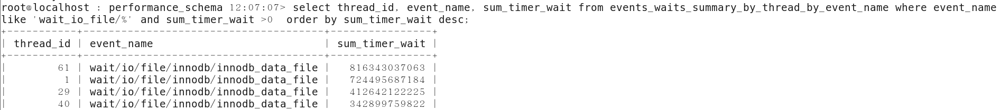 root@localhost : performance_schema 12:07:07> select thread_id, event_name, sum_timer_wait from events_waits_summary_by_thread_by_event_name where event_name
like 'wait_io_file/%' and sum_timer_wait >0  order by sum_timer_wait desc;
+-----------+--------------------------------------+----------------+
| thread_id | event_name                           | sum_timer_wait |
+-----------+--------------------------------------+----------------+
|        61 | wait/io/file/innodb/innodb_data_file |   816343037063 |
|         1 | wait/io/file/innodb/innodb_data_file |   724495687184 |
|        29 | wait/io/file/innodb/innodb_data_file |   412642122225 |
|        40 | wait/io/file/innodb/innodb_data_file |   342899759822 |